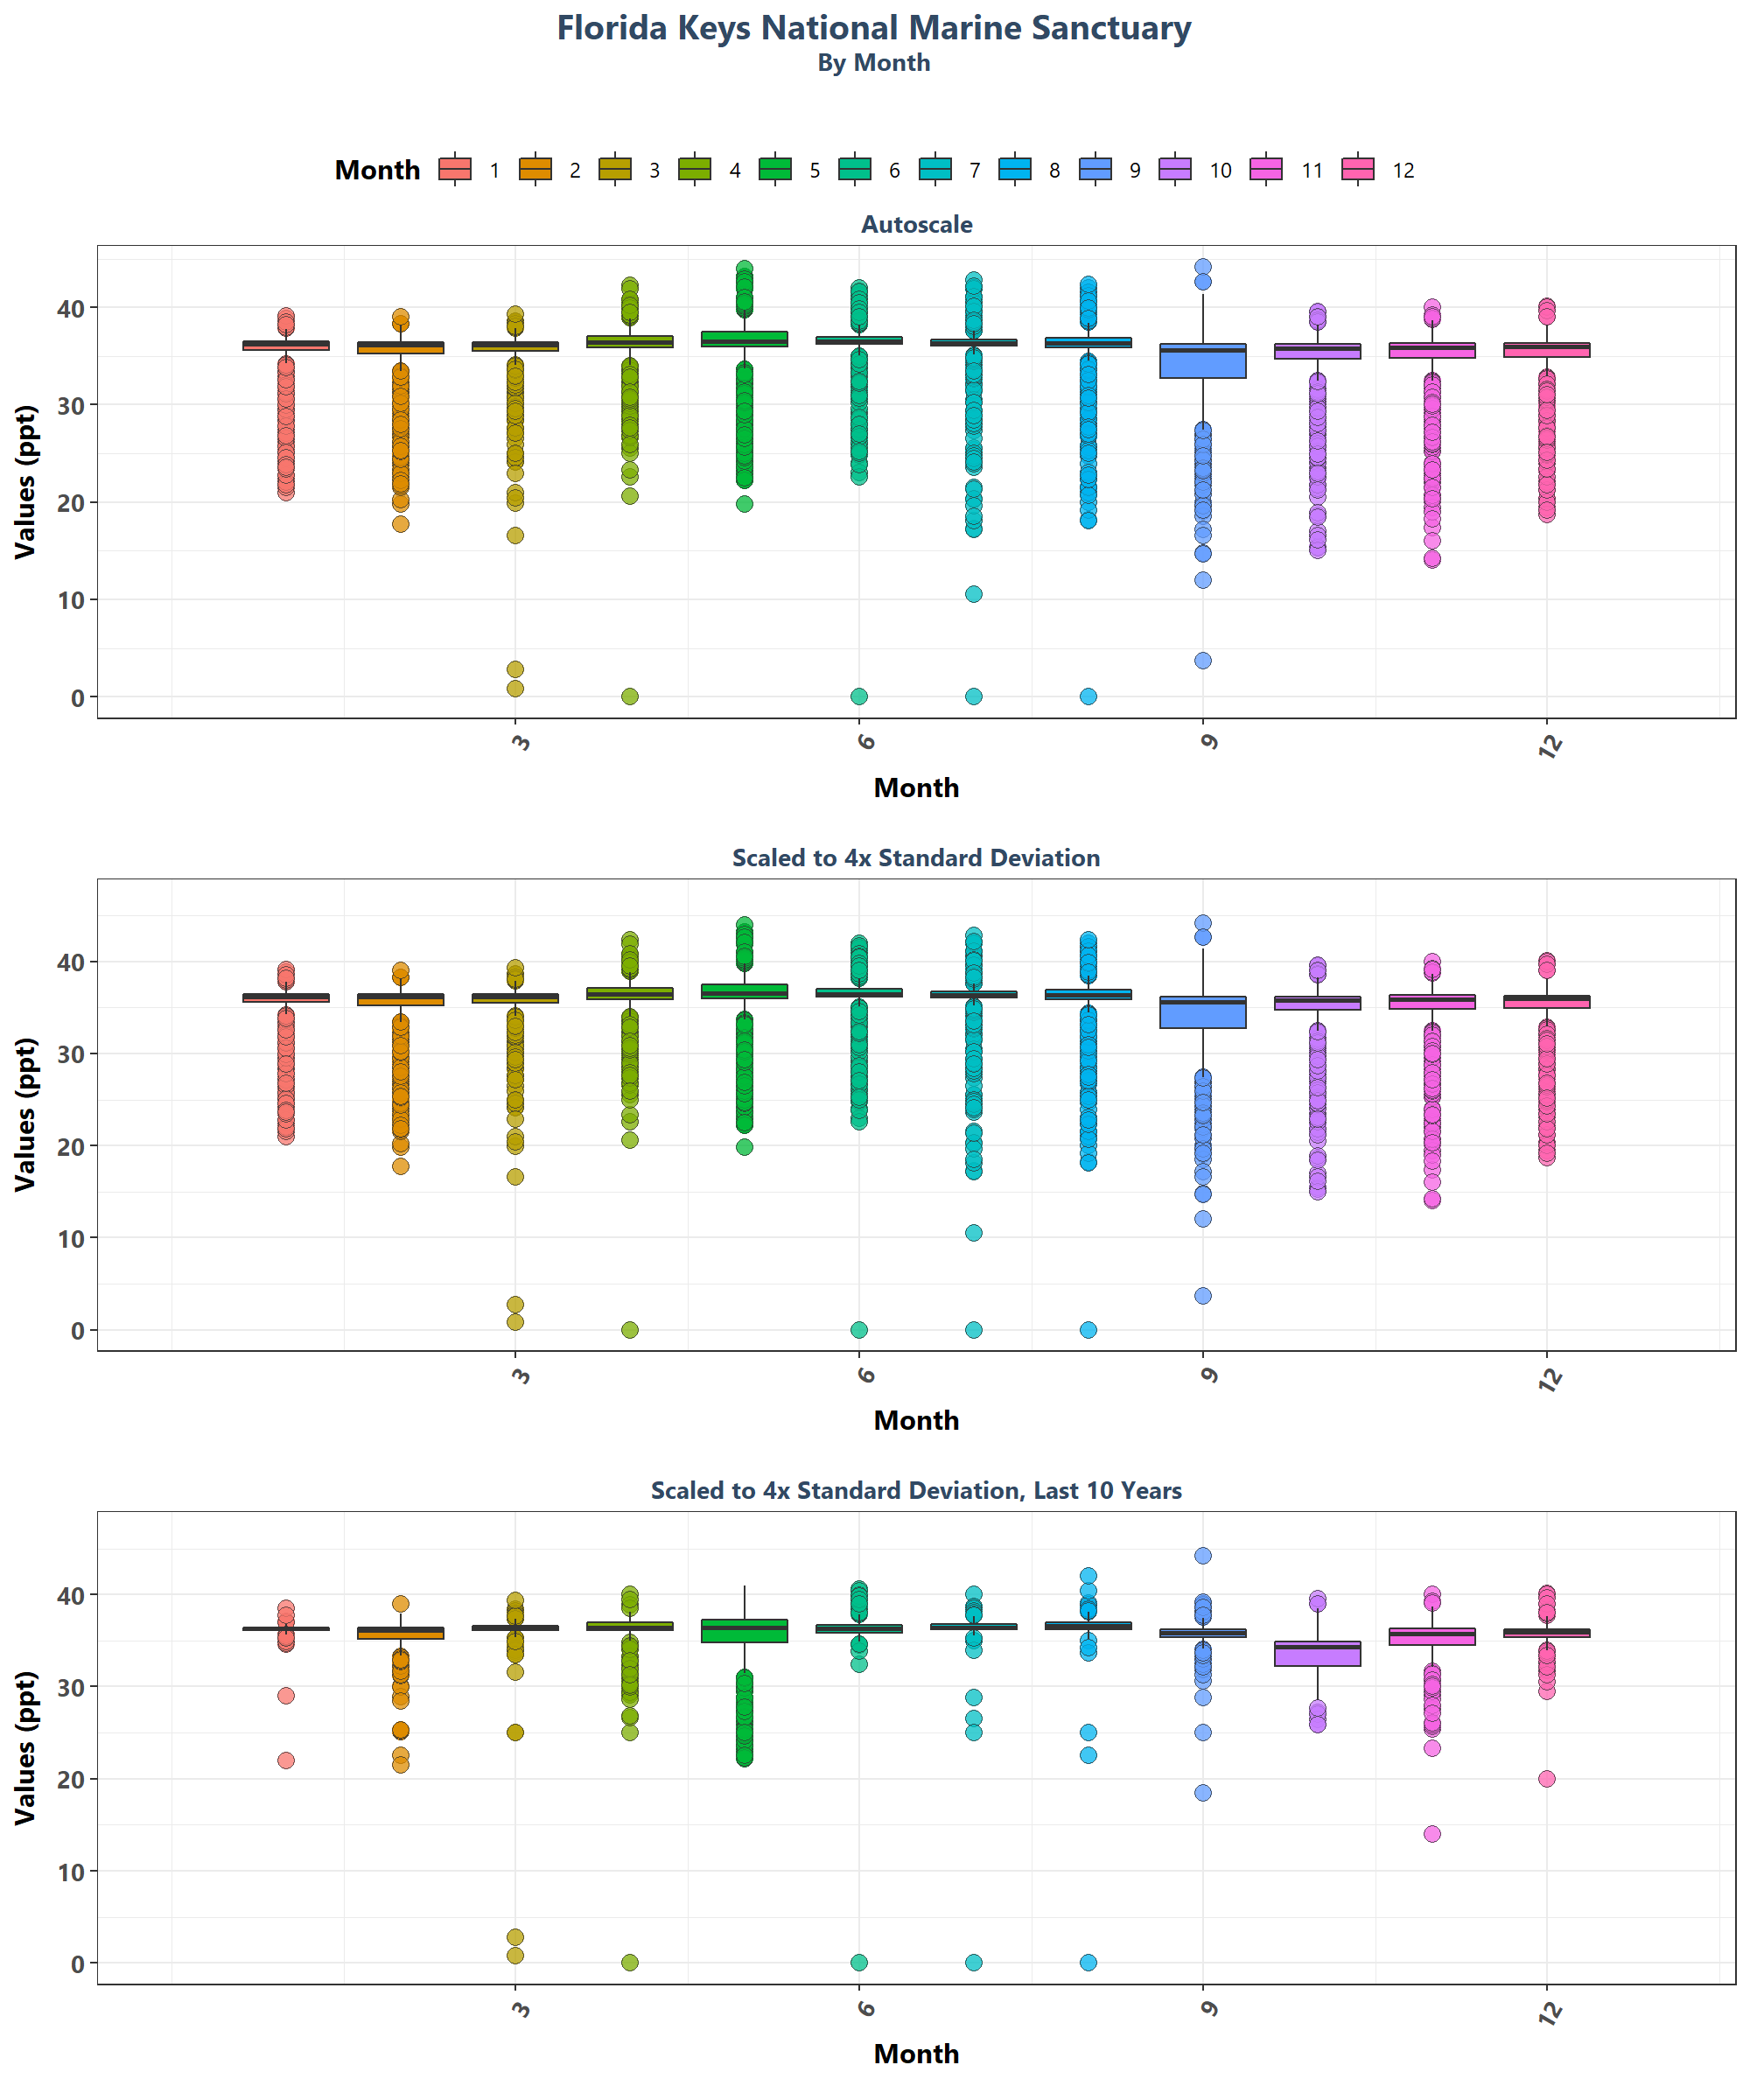 Florida Keys National Marine Sanctuary
By Month
Month 1 2 3 4 5 6 7 8 9 10 11 12
Autoscale
Values (ppt)
40
30
20
10
0
3 6 9 12
Month
Scaled to 4x Standard Deviation
Values (ppt)
40
30
20
10
0
3 6 9 12
Month
Scaled to 4x Standard Deviation, Last 10 Years
Values (ppt)
40
30
20
10
0
3 6 9 12
Month